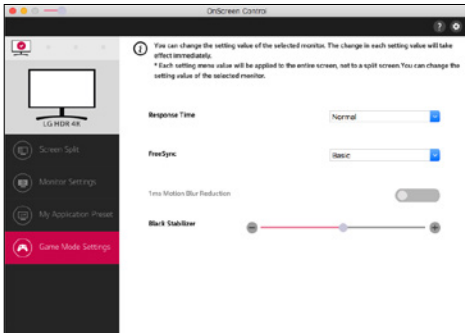 OnScreen Control
You can change the setting value of the selected monitor. The change in each setting value will take
effect immediately.
* Each setting menu value will be applied to the entire screen, not to a split screen.You can change the
setting value of the selected monitor.
LG HDR 4K
Response Time
Normal
Screen Split
FreeSync
Basic
Monitor Settings
1ms Motion Blur Reduction
My Application Preset
Black Stabilizer
Game Mode Settings